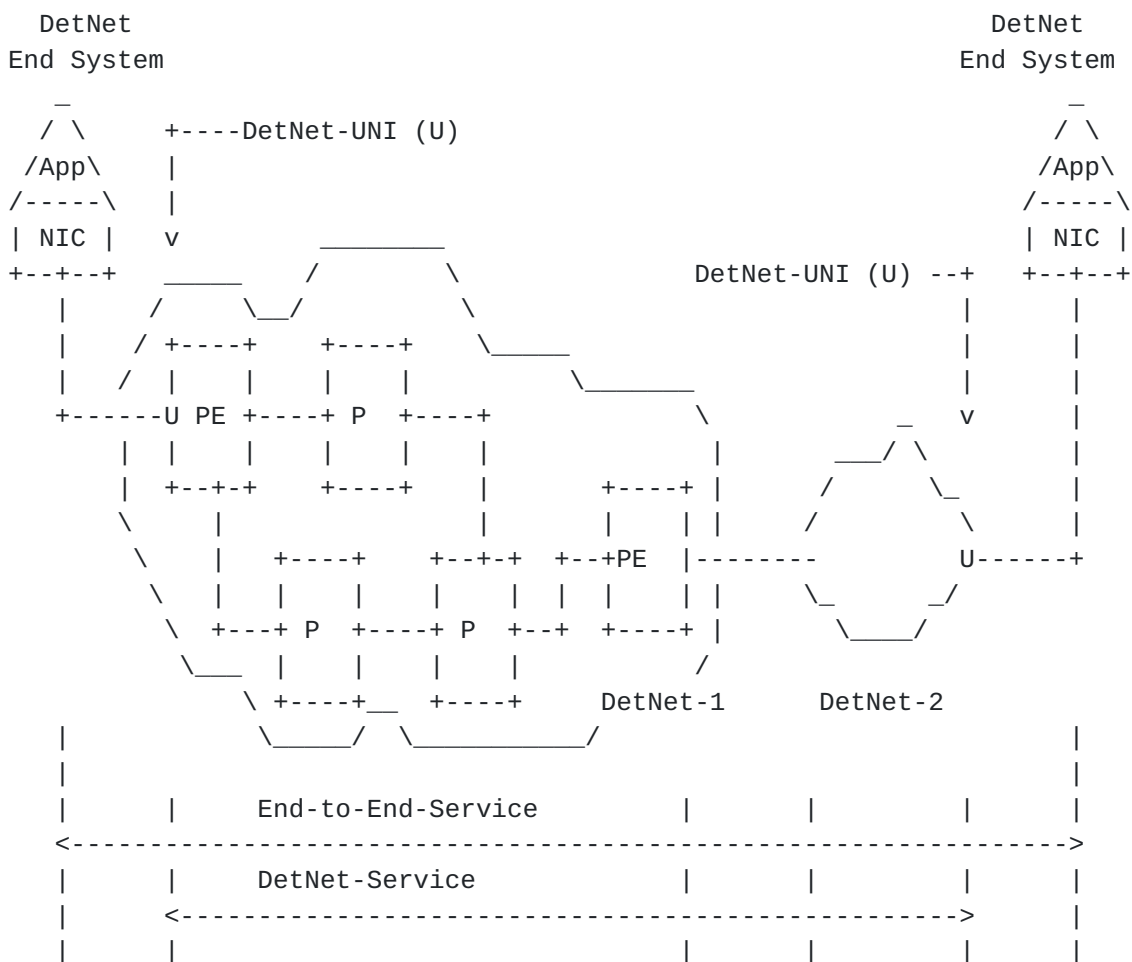 DetNet DetNet
End System End System
+----DetNet-UNI (U)
/App\ /App\
| NIC | | NIC |
DetNet-UNI (U) --+
U PE P
PE U
P P
DetNet-1 DetNet-2
End-to-End-Service
DetNet-Service